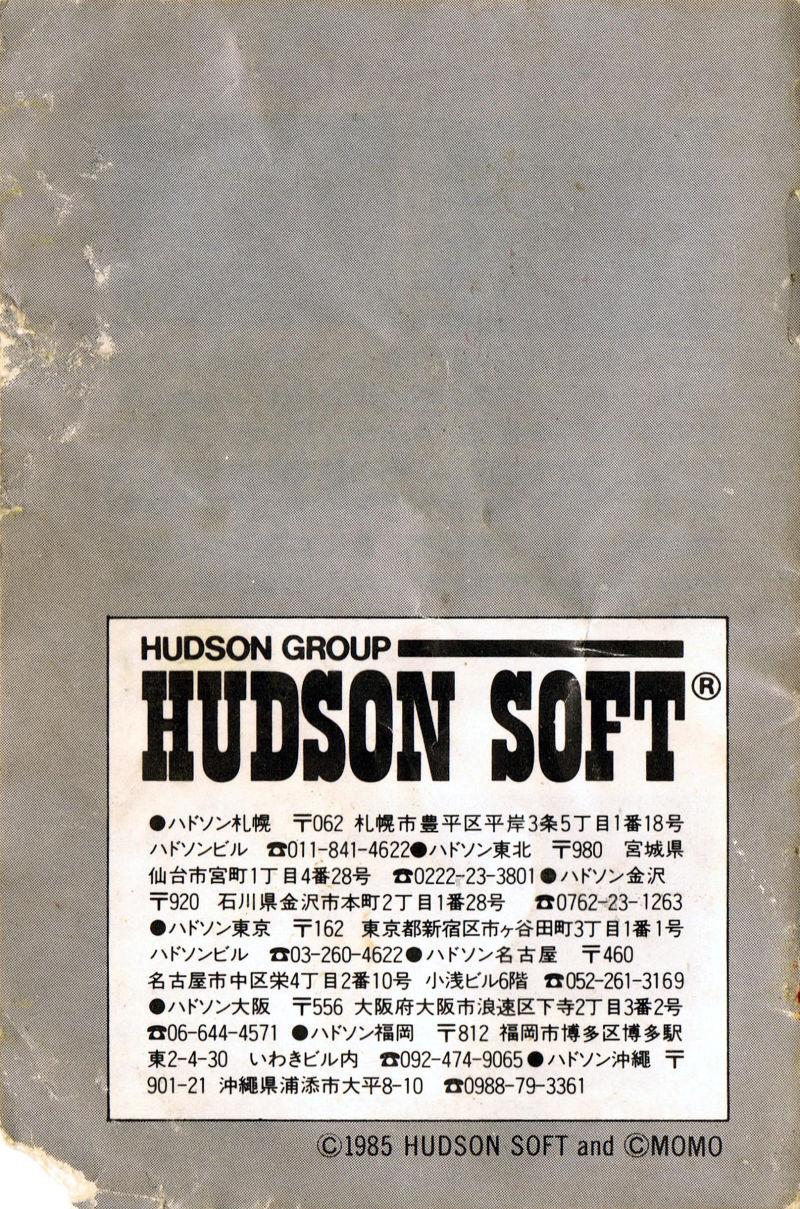 HUDSON GROUP
HUDSON SOFT®
●ハドソン札幌 〒062 札幌市豊平区平岸3条5丁目1番18号
ハドソンビル ☎011-841-4622●ハドソン東北 〒980 宮城県
仙台市宮町1丁目4番28号 ☎0222-23-3801●ハドソン金沢
〒920 石川県金沢市本町2丁目1番28号 ☎0762-23-1263
●ハドソン東京 〒162 東京都新宿区市ヶ谷田町3丁目1番1号
ハドソンビル ☎03-260-4622●ハドソン名古屋 〒460
名古屋市中区栄4丁目2番10号 小浅ビル6階 ☎052-261-3169
●ハドソン大阪 〒556 大阪府大阪市浪速区下寺2丁目3番2号
☎06-644-4571 ●ハドソン福岡 〒812 福岡市博多区博多駅
東2-4-30 いわきビル内 ☎092-474-9065●ハドソン沖繩 〒
901-21 沖繩県浦添市大平8-10 ☎0988-79-3361
©1985 HUDSON SOFT and ©MOMO